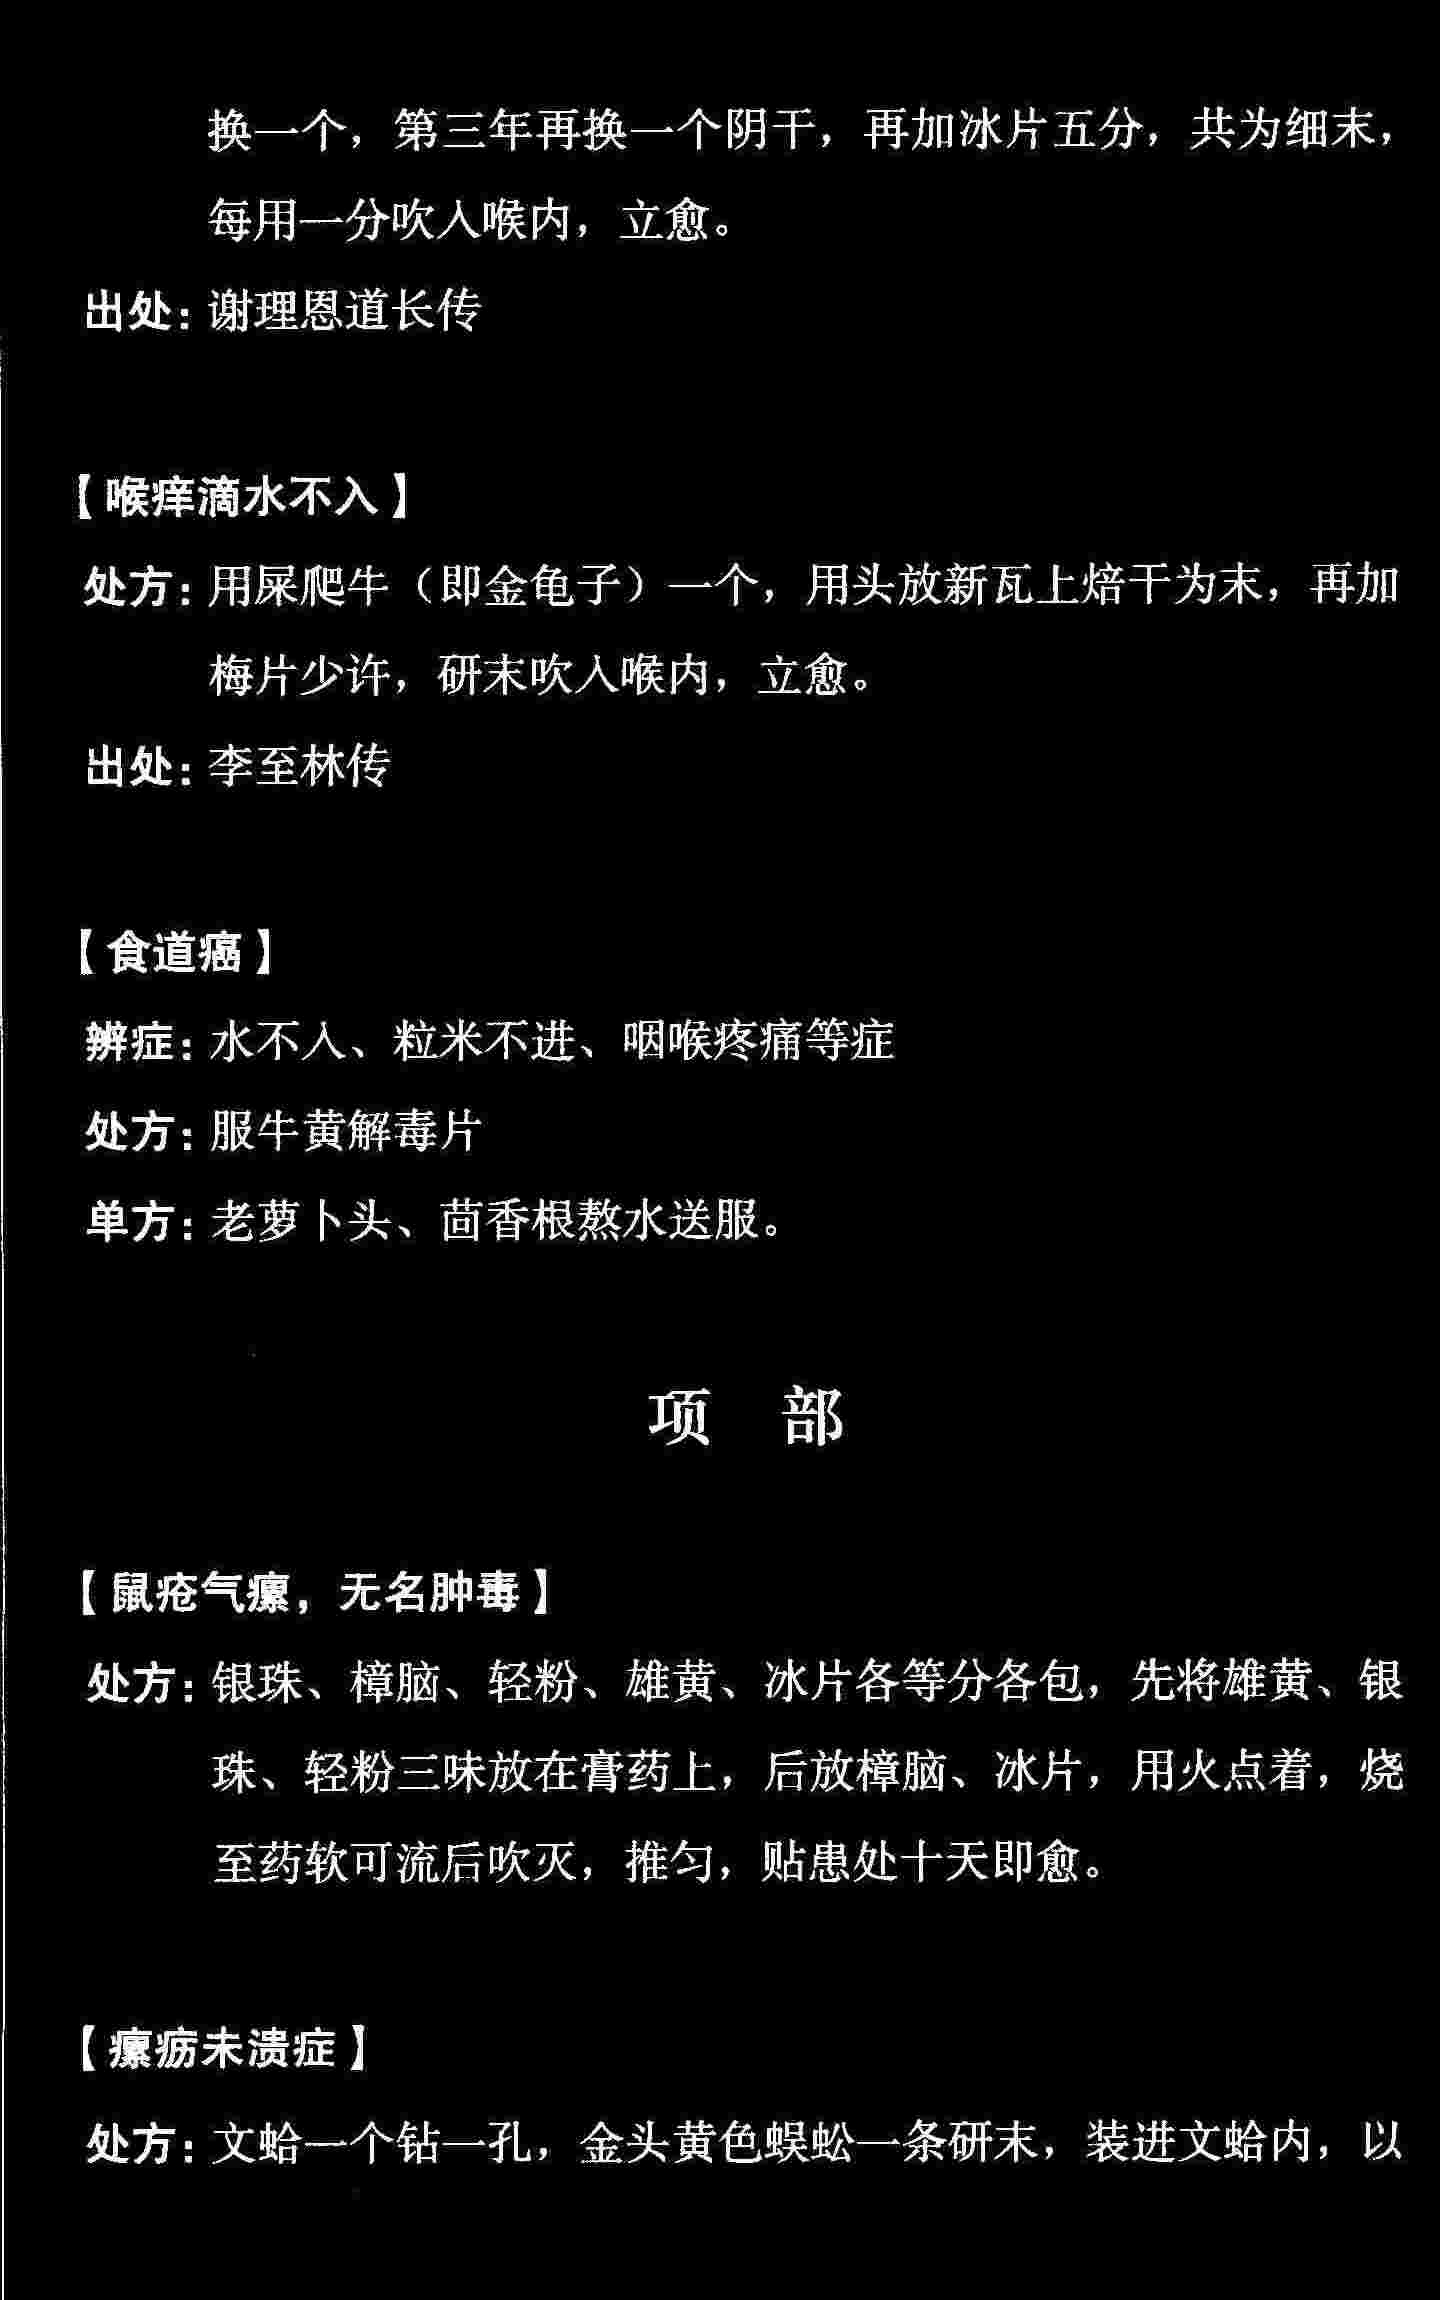 换一个，第三年再换一个阴干，再加冰片五分，共为细末，
每用一分吹入喉内，立愈。
出处：谢理恩道长传
【喉痒滴水不入】
处方：用屎爬牛（即金龟子）一个，用头放新瓦上焙干为末，再加
梅片少许，研末吹入喉内，立愈。
出处：李至林传
【食道癌】
辨症：水不入、粒米不进、咽喉疼痛等症
处方：服牛黄解毒片
单方：老萝卜头、茴香根熬水送服。
项 部
【鼠疮气瘰，无名肿毒】
处方：银珠、樟脑、轻粉、雄黄、冰片各等分各包，先将雄黄、银
珠、轻粉三味放在膏药上，后放樟脑、冰片，用火点着，烧
至药软可流后吹灭，推匀，贴患处十天即愈。
【瘰疬未溃症】
处方：文蛤一个钻一孔，金头黄色蜈蚣一条研末，装进文蛤内，以